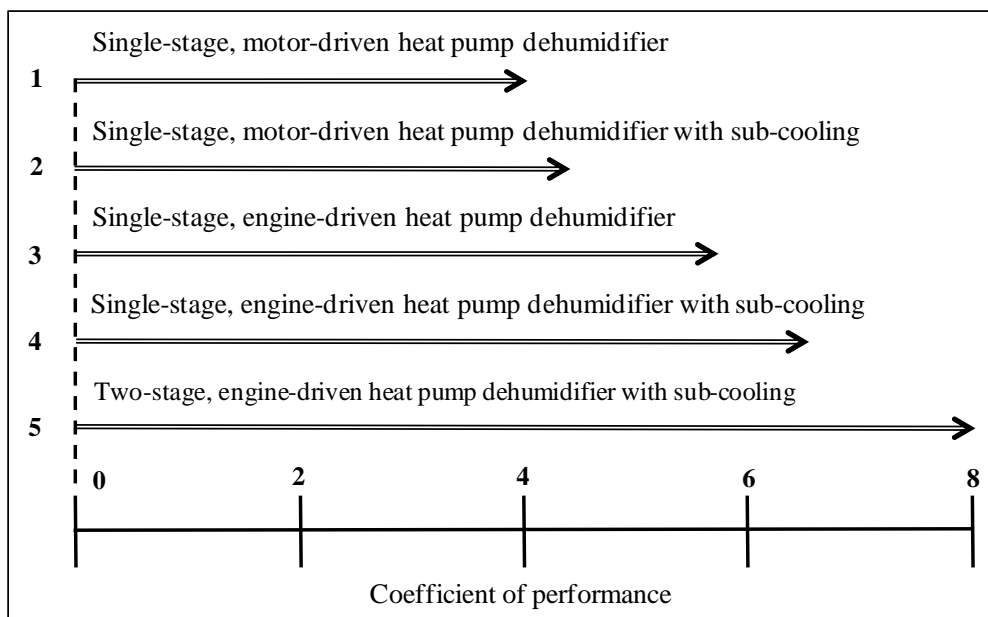 Single-stage, motor-driven heat pump dehumidifier
1
Single-stage, motor-driven heat pump dehumidifier with sub-cooling
2
Single-stage, engine-driven heat pump dehumidifier
3
Single-stage, engine-driven heat pump dehumidifier with sub-cooling
4
Two-stage, engine-driven heat pump dehumidifier with sub-cooling
5
0 2 4 6 8
Coefficient of performance